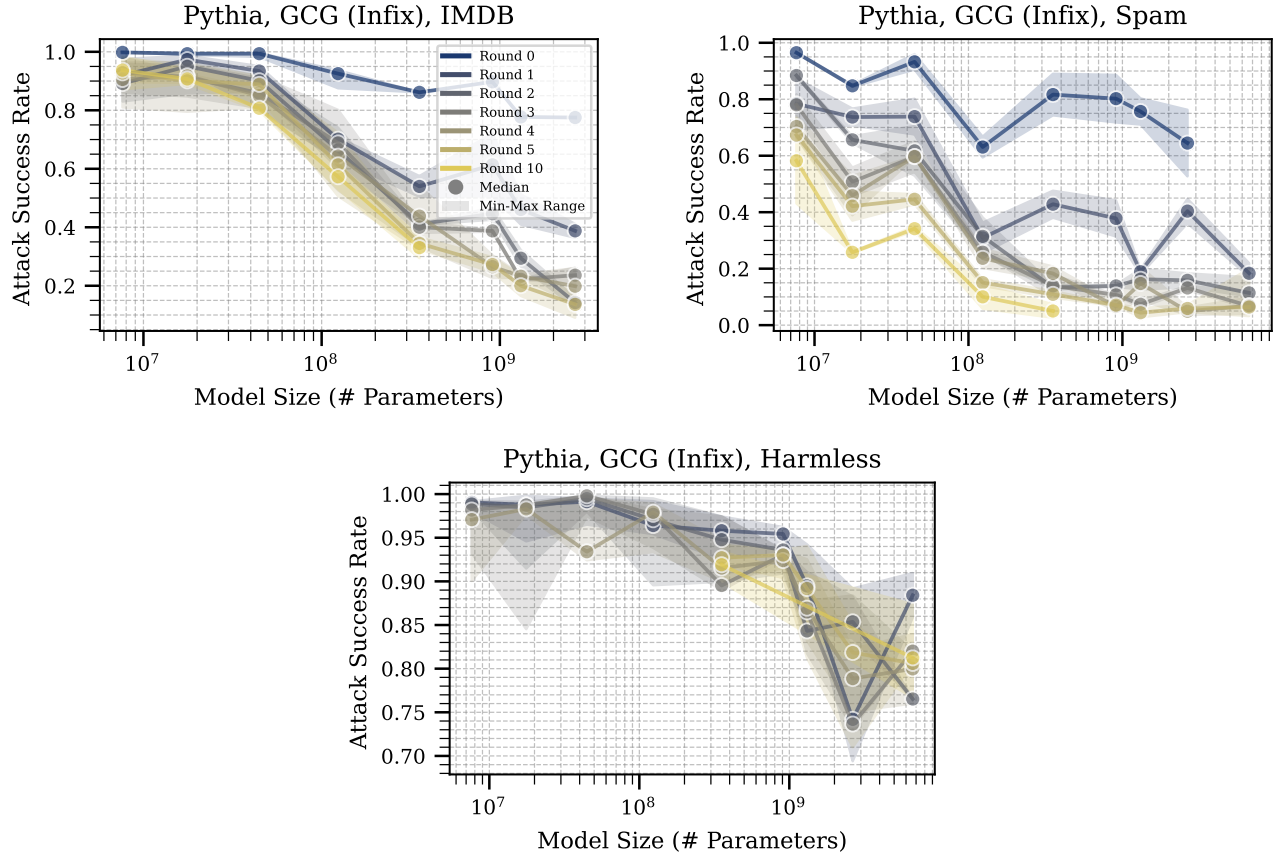 Pythia, GCG (Infix), IMDB
Attack Success Rate
1.0
0.8
0.6
0.4
0.2
10^7
10^8
10^9
Model Size (# Parameters)
Round 0
Round 1
Round 2
Round 3
Round 4
Round 5
Round 10
Median
Min-Max Range
Pythia, GCG (Infix), Spam
Attack Success Rate
1.0
0.8
0.6
0.4
0.2
0.0
10^7
10^8
10^9
Model Size (# Parameters)
Pythia, GCG (Infix), Harmless
Attack Success Rate
1.00
0.95
0.90
0.85
0.80
0.75
0.70
10^7
10^8
10^9
Model Size (# Parameters)